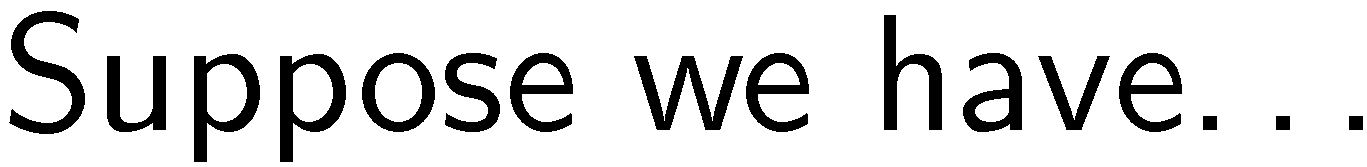 Suppose we have. . .